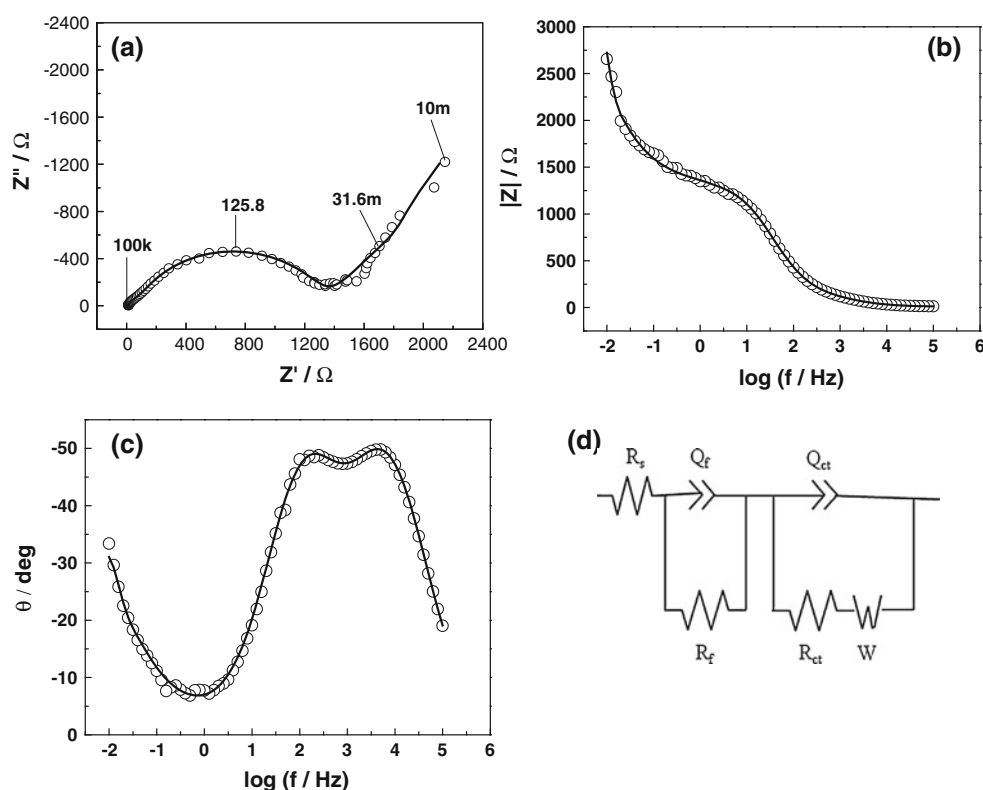 (a)
-2400
-2000
-1600
-1200
-800
-400
0
Z'' / Ω
100k
125.8
31.6m
10m
0 400 800 1200 1600 2000 2400
Z' / Ω
(b)
3000
2500
2000
1500
1000
500
0
|Z| / Ω
-2 -1 0 1 2 3 4 5 6
log (f / Hz)
(c)
-50
-40
-30
-20
-10
0
θ / deg
-2 -1 0 1 2 3 4 5 6
log (f / Hz)
(d)
Rs Qf Qct
Rf Rct W